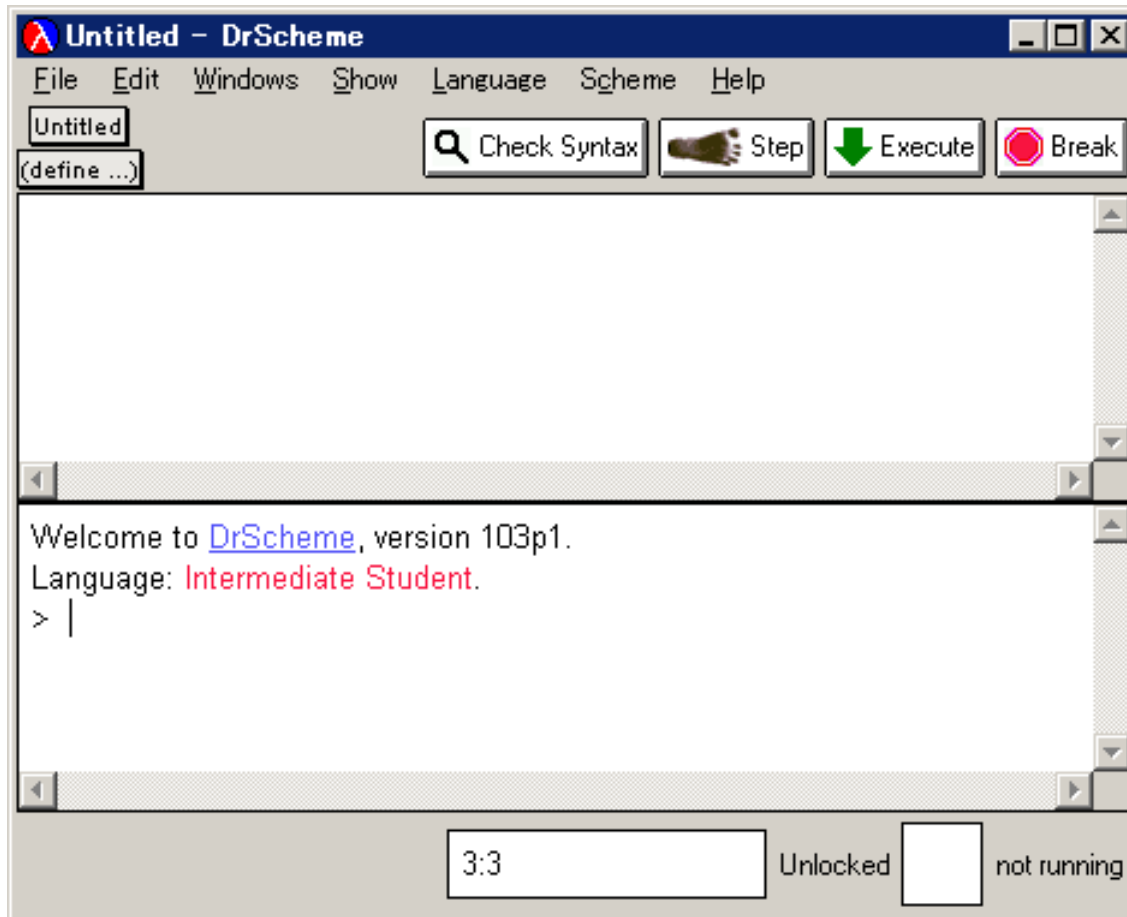 Untitled - DrScheme
File Edit Windows Show Language Scheme Help
Untitled
(define ...)
Check Syntax Step Execute Break
Welcome to DrScheme, version 103p1.
Language: Intermediate Student.
>
3:3 Unlocked not running